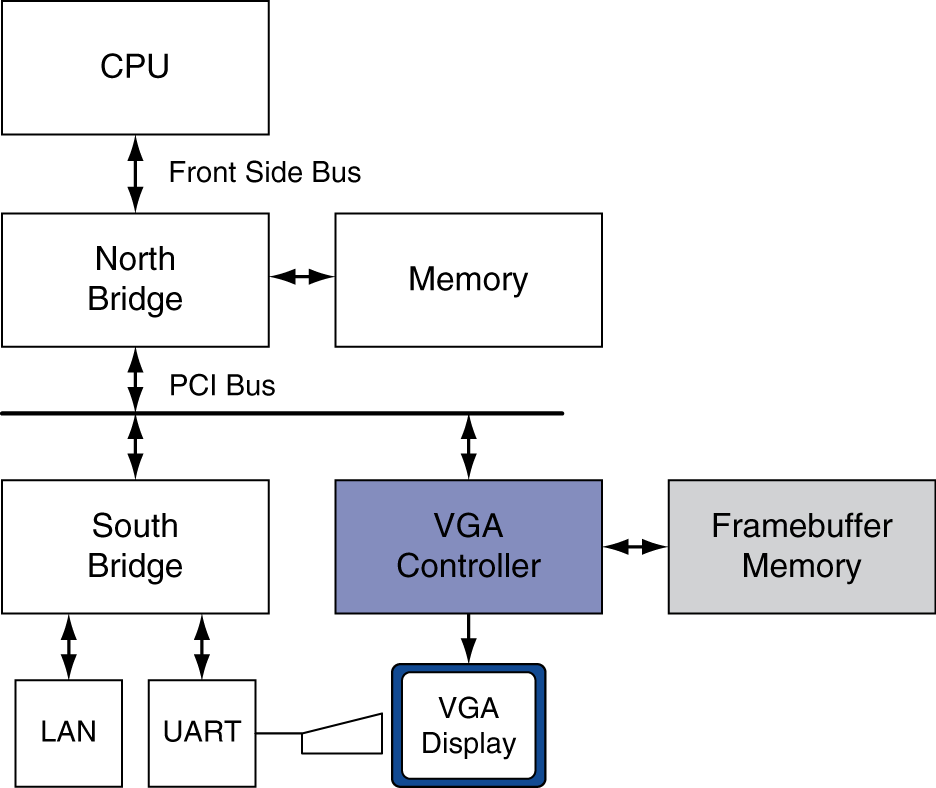 CPU
Front Side Bus
North
Bridge
Memory
PCI Bus
South
Bridge
VGA
Controller
Framebuffer
Memory
LAN
UART
VGA
Display